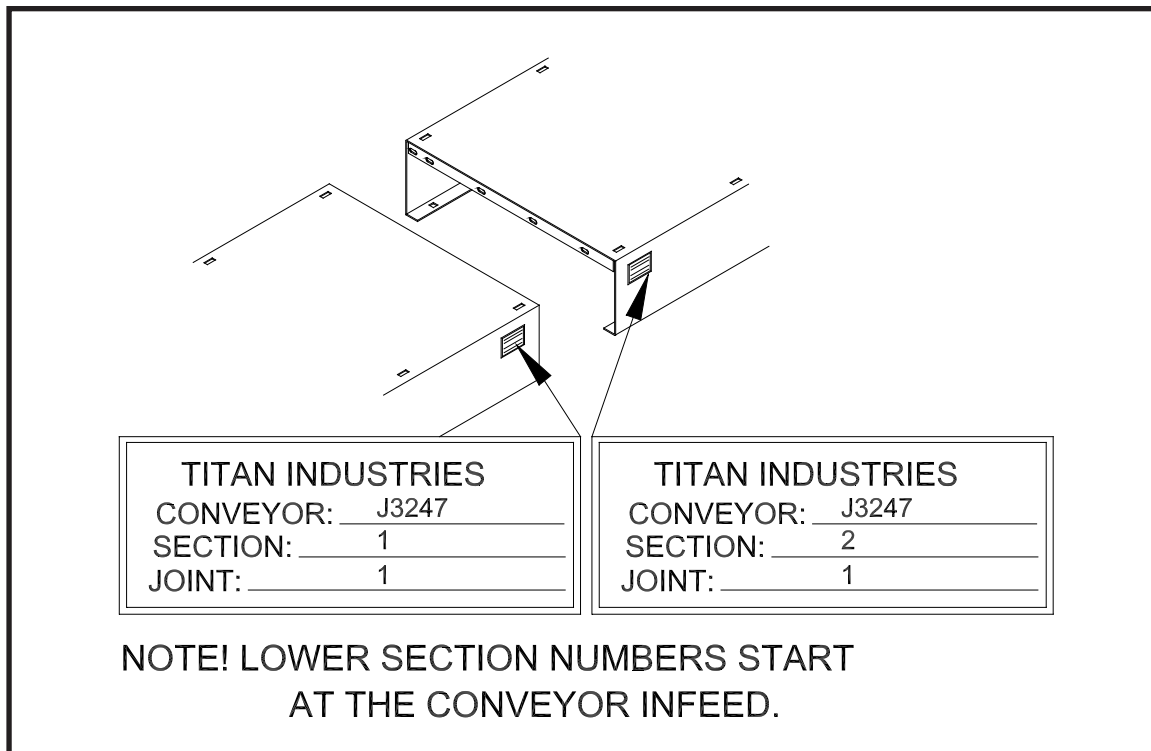 TITAN INDUSTRIES
CONVEYOR: J3247
SECTION: 1
JOINT: 1
TITAN INDUSTRIES
CONVEYOR: J3247
SECTION: 2
JOINT: 1
NOTE! LOWER SECTION NUMBERS START
AT THE CONVEYOR INFEED.